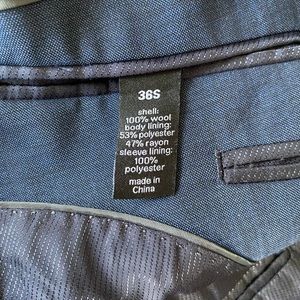 36S
shell:
100% wool
body lining:
53% polyester
47% rayon
sleeve lining:
100%
polyester
made in
China